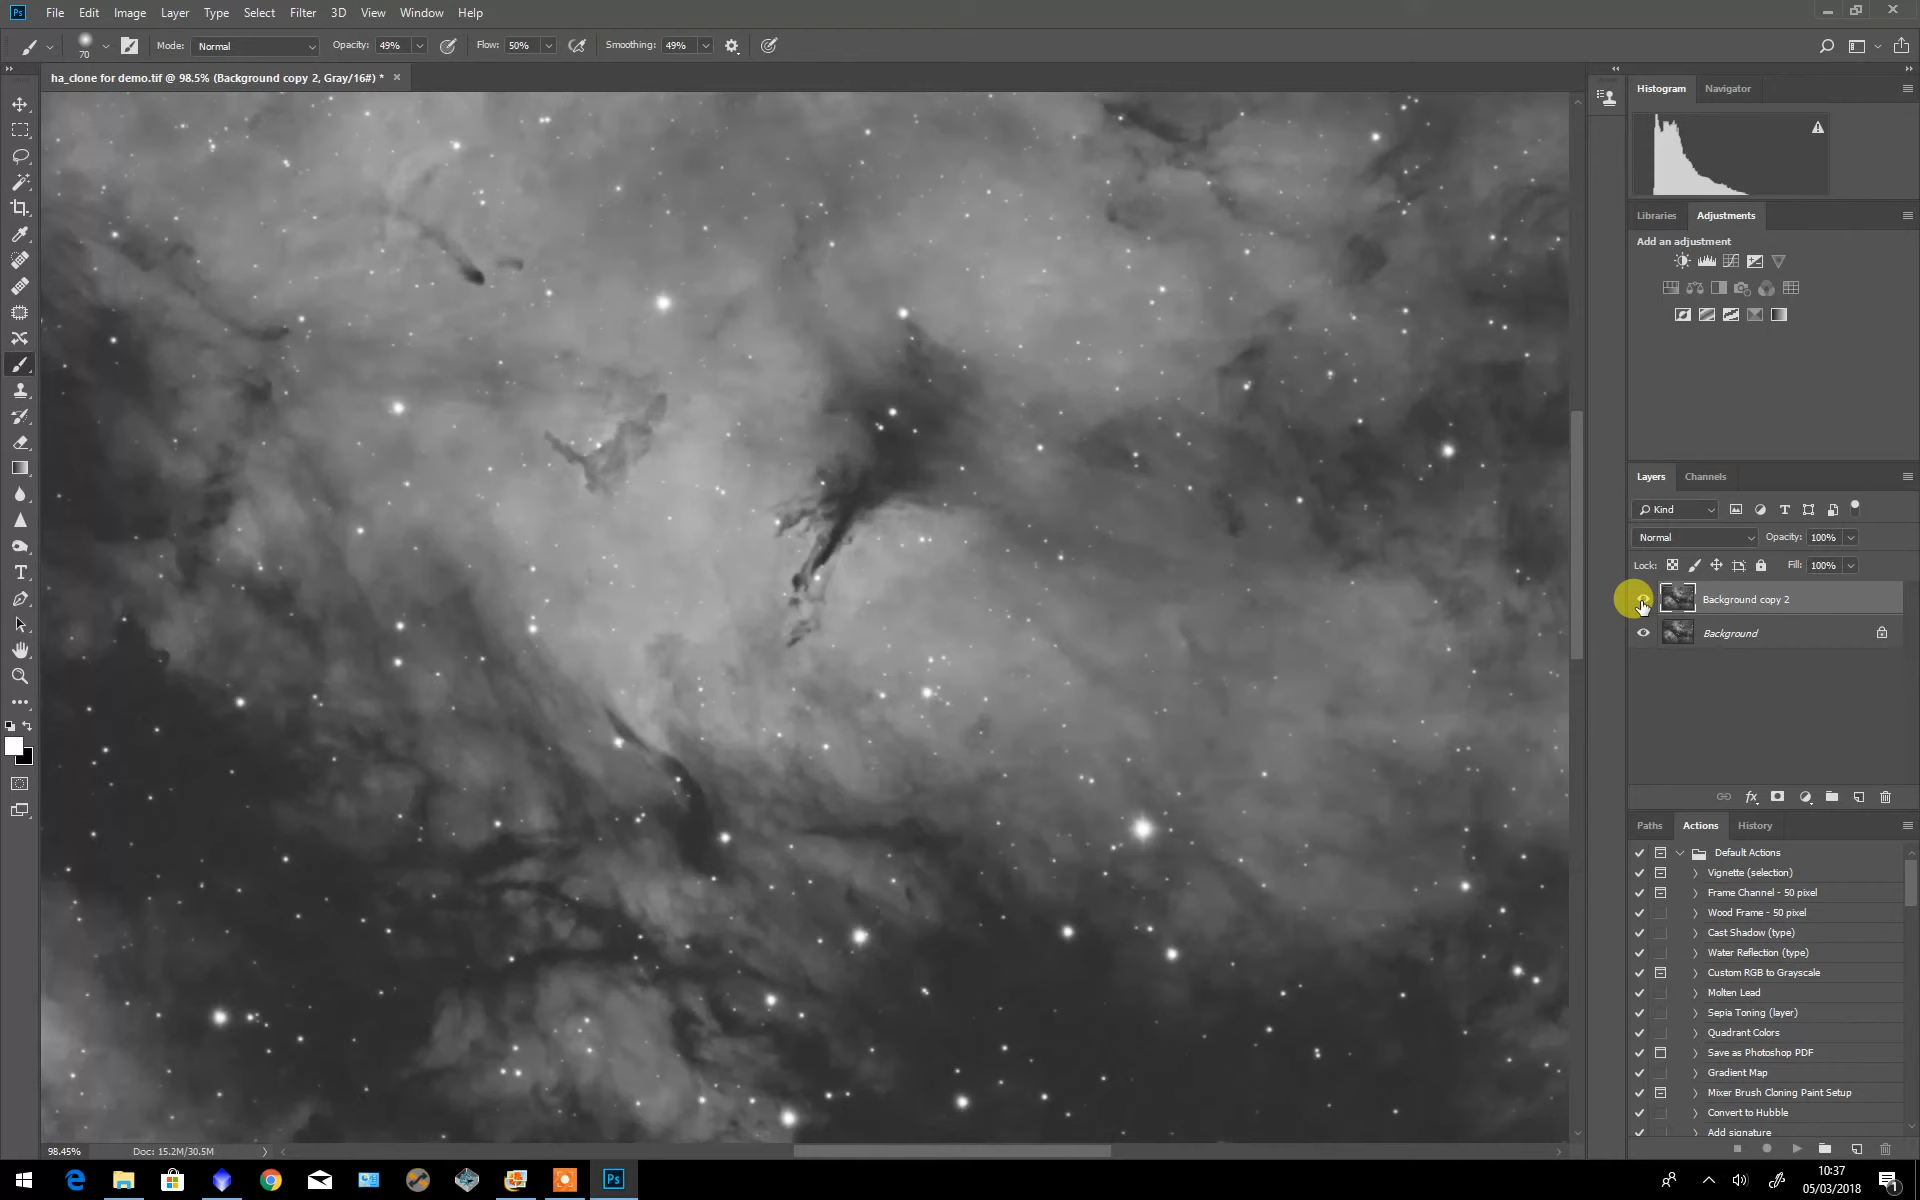 Ps File Edit Image Layer Type Select Filter 3D View Window Help
70 Mode: Normal Opacity: 49% Flow: 50% Smoothing: 49%
ha_clone for demo.tif @ 98.5% (Background copy 2, Gray/16#) *
Histogram Navigator
Libraries Adjustments
Add an adjustment
Layers Channels
Kind
Normal Opacity: 100%
Lock: Fill: 100%
Background copy 2
Background
Paths Actions History
Default Actions
Vignette (selection)
Frame Channel - 50 pixel
Wood Frame - 50 pixel
Cast Shadow (type)
Water Reflection (type)
Custom RGB to Grayscale
Molten Lead
Sepia Toning (layer)
Quadrant Colors
Save as Photoshop PDF
Gradient Map
Mixer Brush Cloning Paint Setup
Convert to Hubble
Add signature
98.45% Doc: 15.2M/30.5M
Ps
10:37
05/03/2018
1